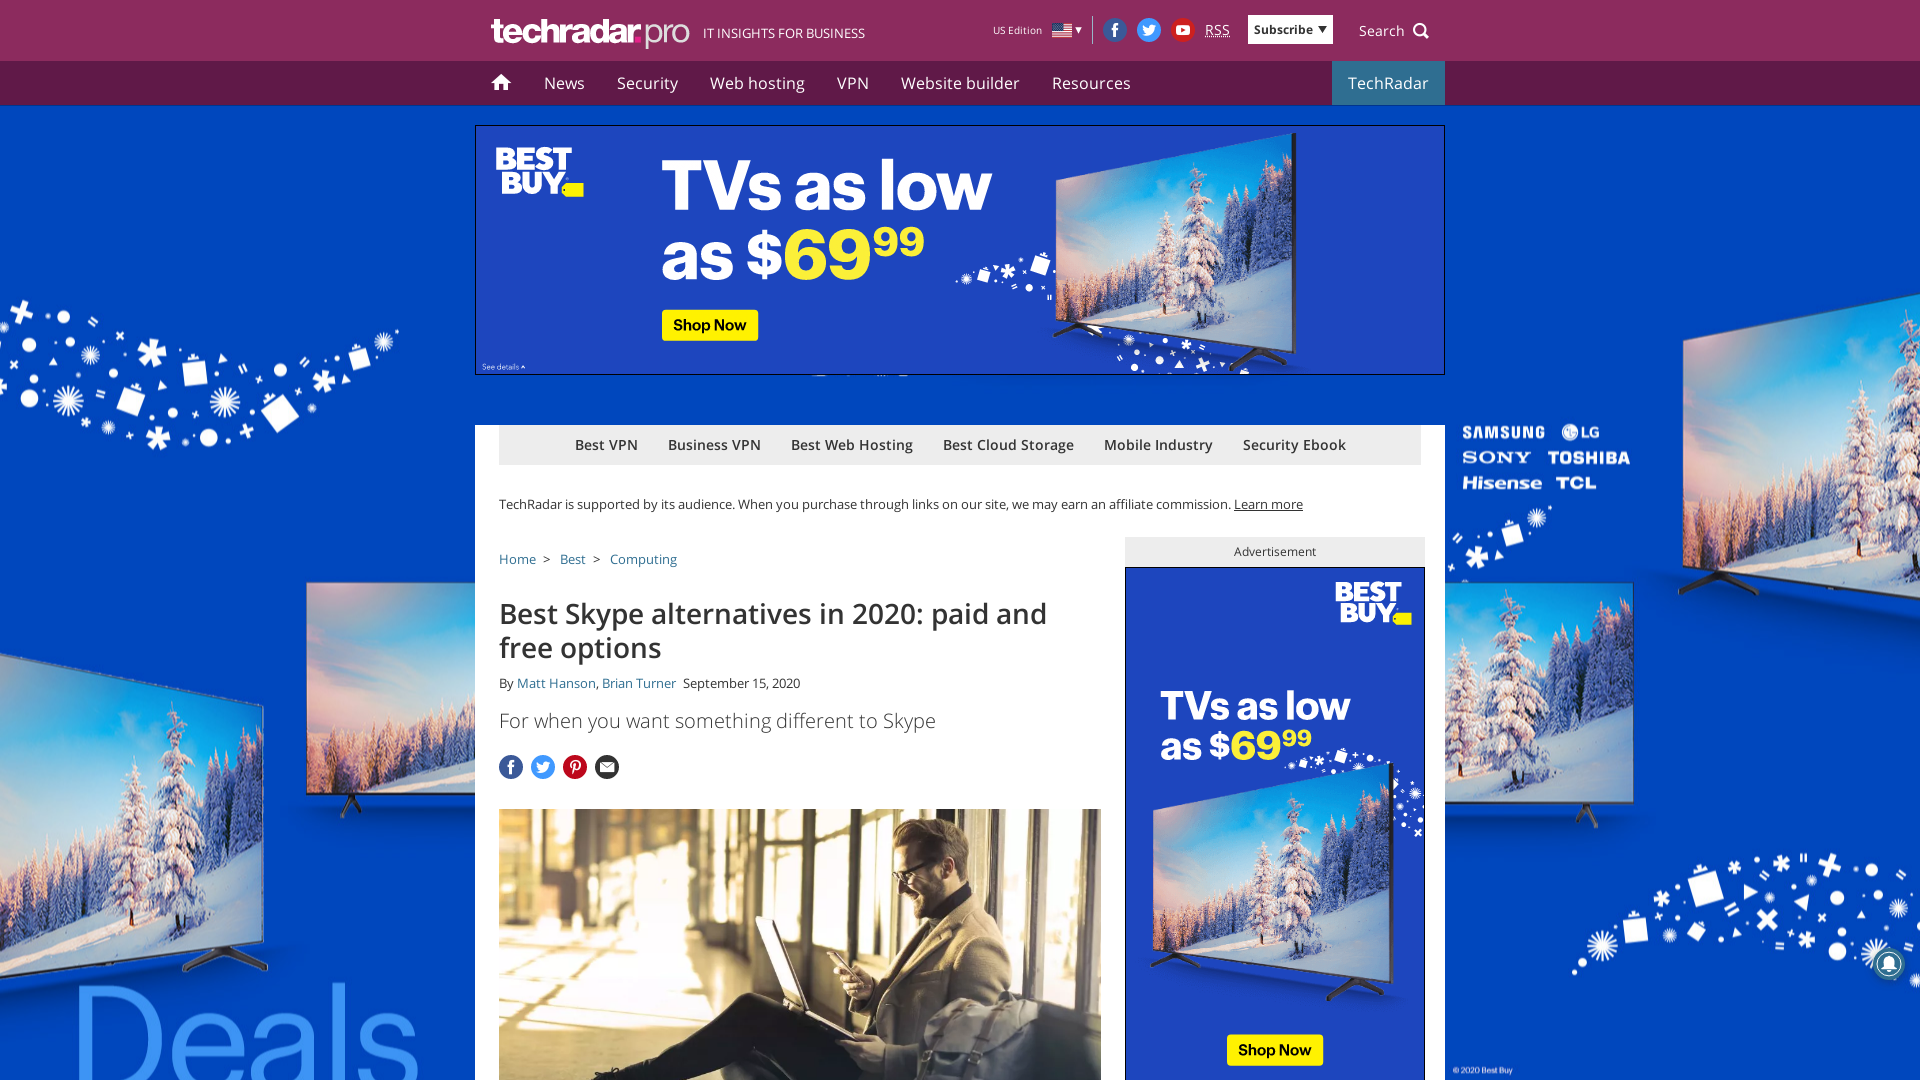 techradar.pro IT INSIGHTS FOR BUSINESS
US Edition
RSS
Subscribe
Search
News
Security
Web hosting
VPN
Website builder
Resources
TechRadar
BEST BUY
TVs as low
as $69 99
Shop Now
See details
Best VPN
Business VPN
Best Web Hosting
Best Cloud Storage
Mobile Industry
Security Ebook
SAMSUNG LG
SONY TOSHIBA
Hisense TCL
TechRadar is supported by its audience. When you purchase through links on our site, we may earn an affiliate commission. Learn more
Home > Best > Computing
Advertisement
Best Skype alternatives in 2020: paid and
free options
By Matt Hanson, Brian Turner September 15, 2020
For when you want something different to Skype
BEST BUY
TVs as low
as $69 99
Shop Now
Deals
© 2020 Best Buy